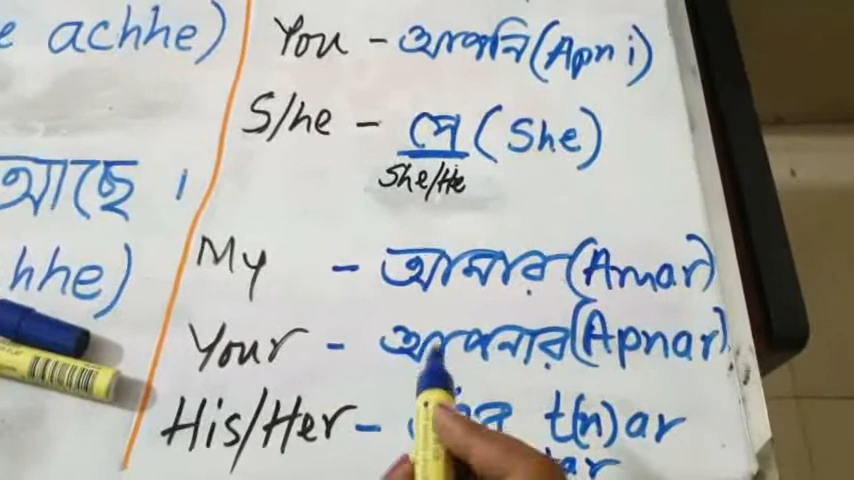 e achhe)
আছে।
hhe)
You - আপনি (Apni)
S/he - সে (She)
She/He
My - আমার (Amar)
Your - আপনার (Apnar)
His/Her - t(n)ar
tar